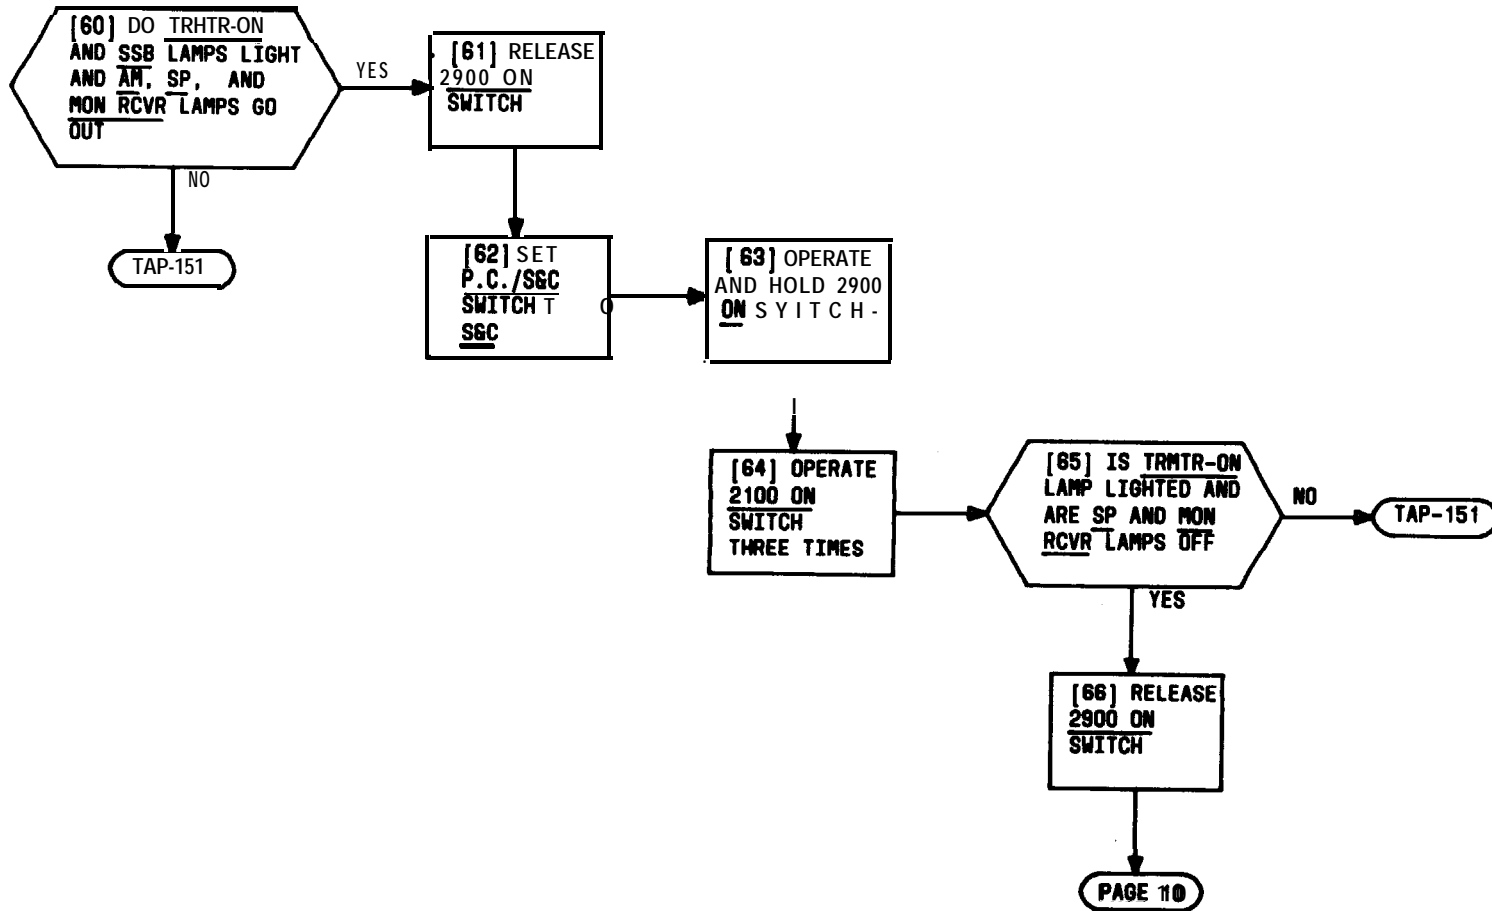 [60] DO TRHTR-ON
AND SSB LAMPS LIGHT
AND AM, SP, AND
MON RCVR LAMPS GO
OUT
YES
NO
TAP-151
[61] RELEASE
2900 ON
SWITCH
[62] SET
P.C./S&C
SWITCH T O
S&C
[63] OPERATE
AND HOLD 2900
ON SYITCH-
[64] OPERATE
2100 ON
SWITCH
THREE TIMES
[65] IS TRMTR-ON
LAMP LIGHTED AND
ARE SP AND MON
RCVR LAMPS OFF
NO
TAP-151
YES
[66] RELEASE
2900 ON
SWITCH
PAGE 10